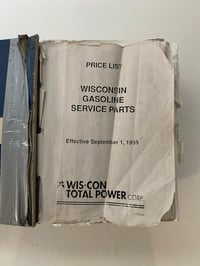 PRICE LIST
WISCONSIN
GASOLINE
SERVICE PARTS
Effective September 1, 1995
WIS-CON
TOTAL POWER CORP.